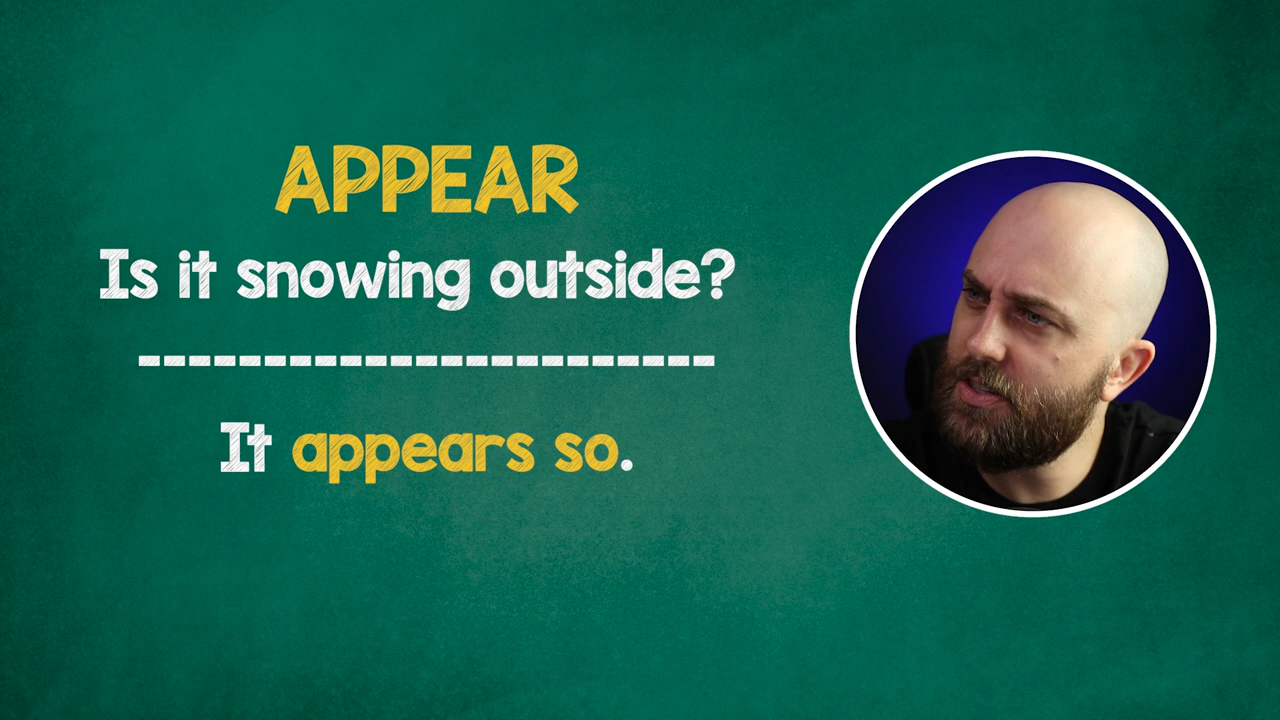 APPEAR
Is it snowing outside?
-----------------------
It appears so.